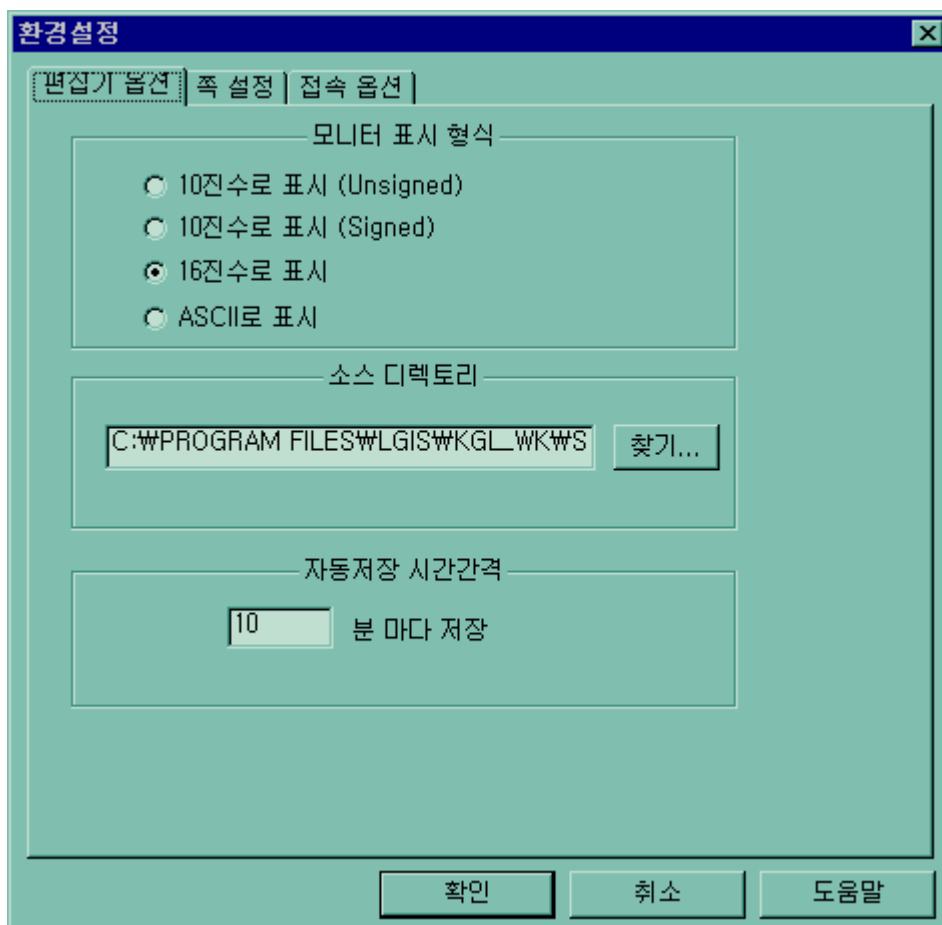 환경설정
편집기 옵션 쪽 설정 접속 옵션
모니터 표시 형식
10진수로 표시 (Unsigned)
10진수로 표시 (Signed)
16진수로 표시
ASCII로 표시
소스 디렉토리
C:₩PROGRAM FILES₩LGIS₩KGL_WK₩S
찾기...
자동저장 시간간격
10 분 마다 저장
확인 취소 도움말